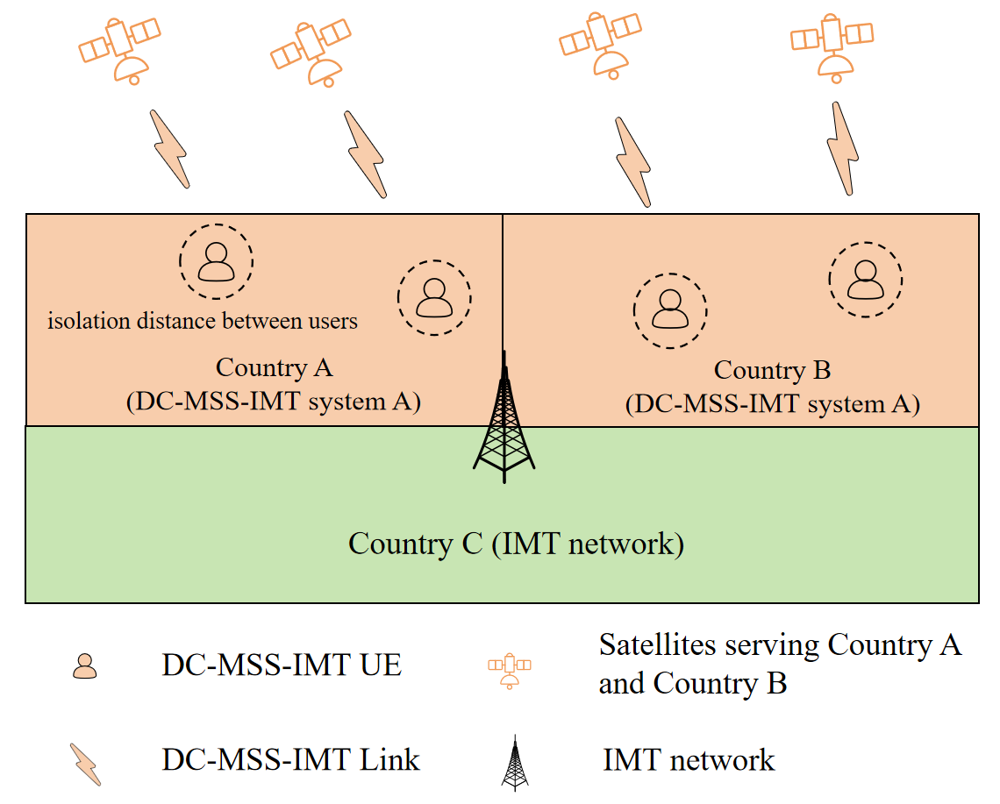 isolation distance between users
Country A
(DC-MSS-IMT system A)
Country B
(DC-MSS-IMT system A)
Country C (IMT network)
DC-MSS-IMT UE
Satellites serving Country A
and Country B
DC-MSS-IMT Link
IMT network